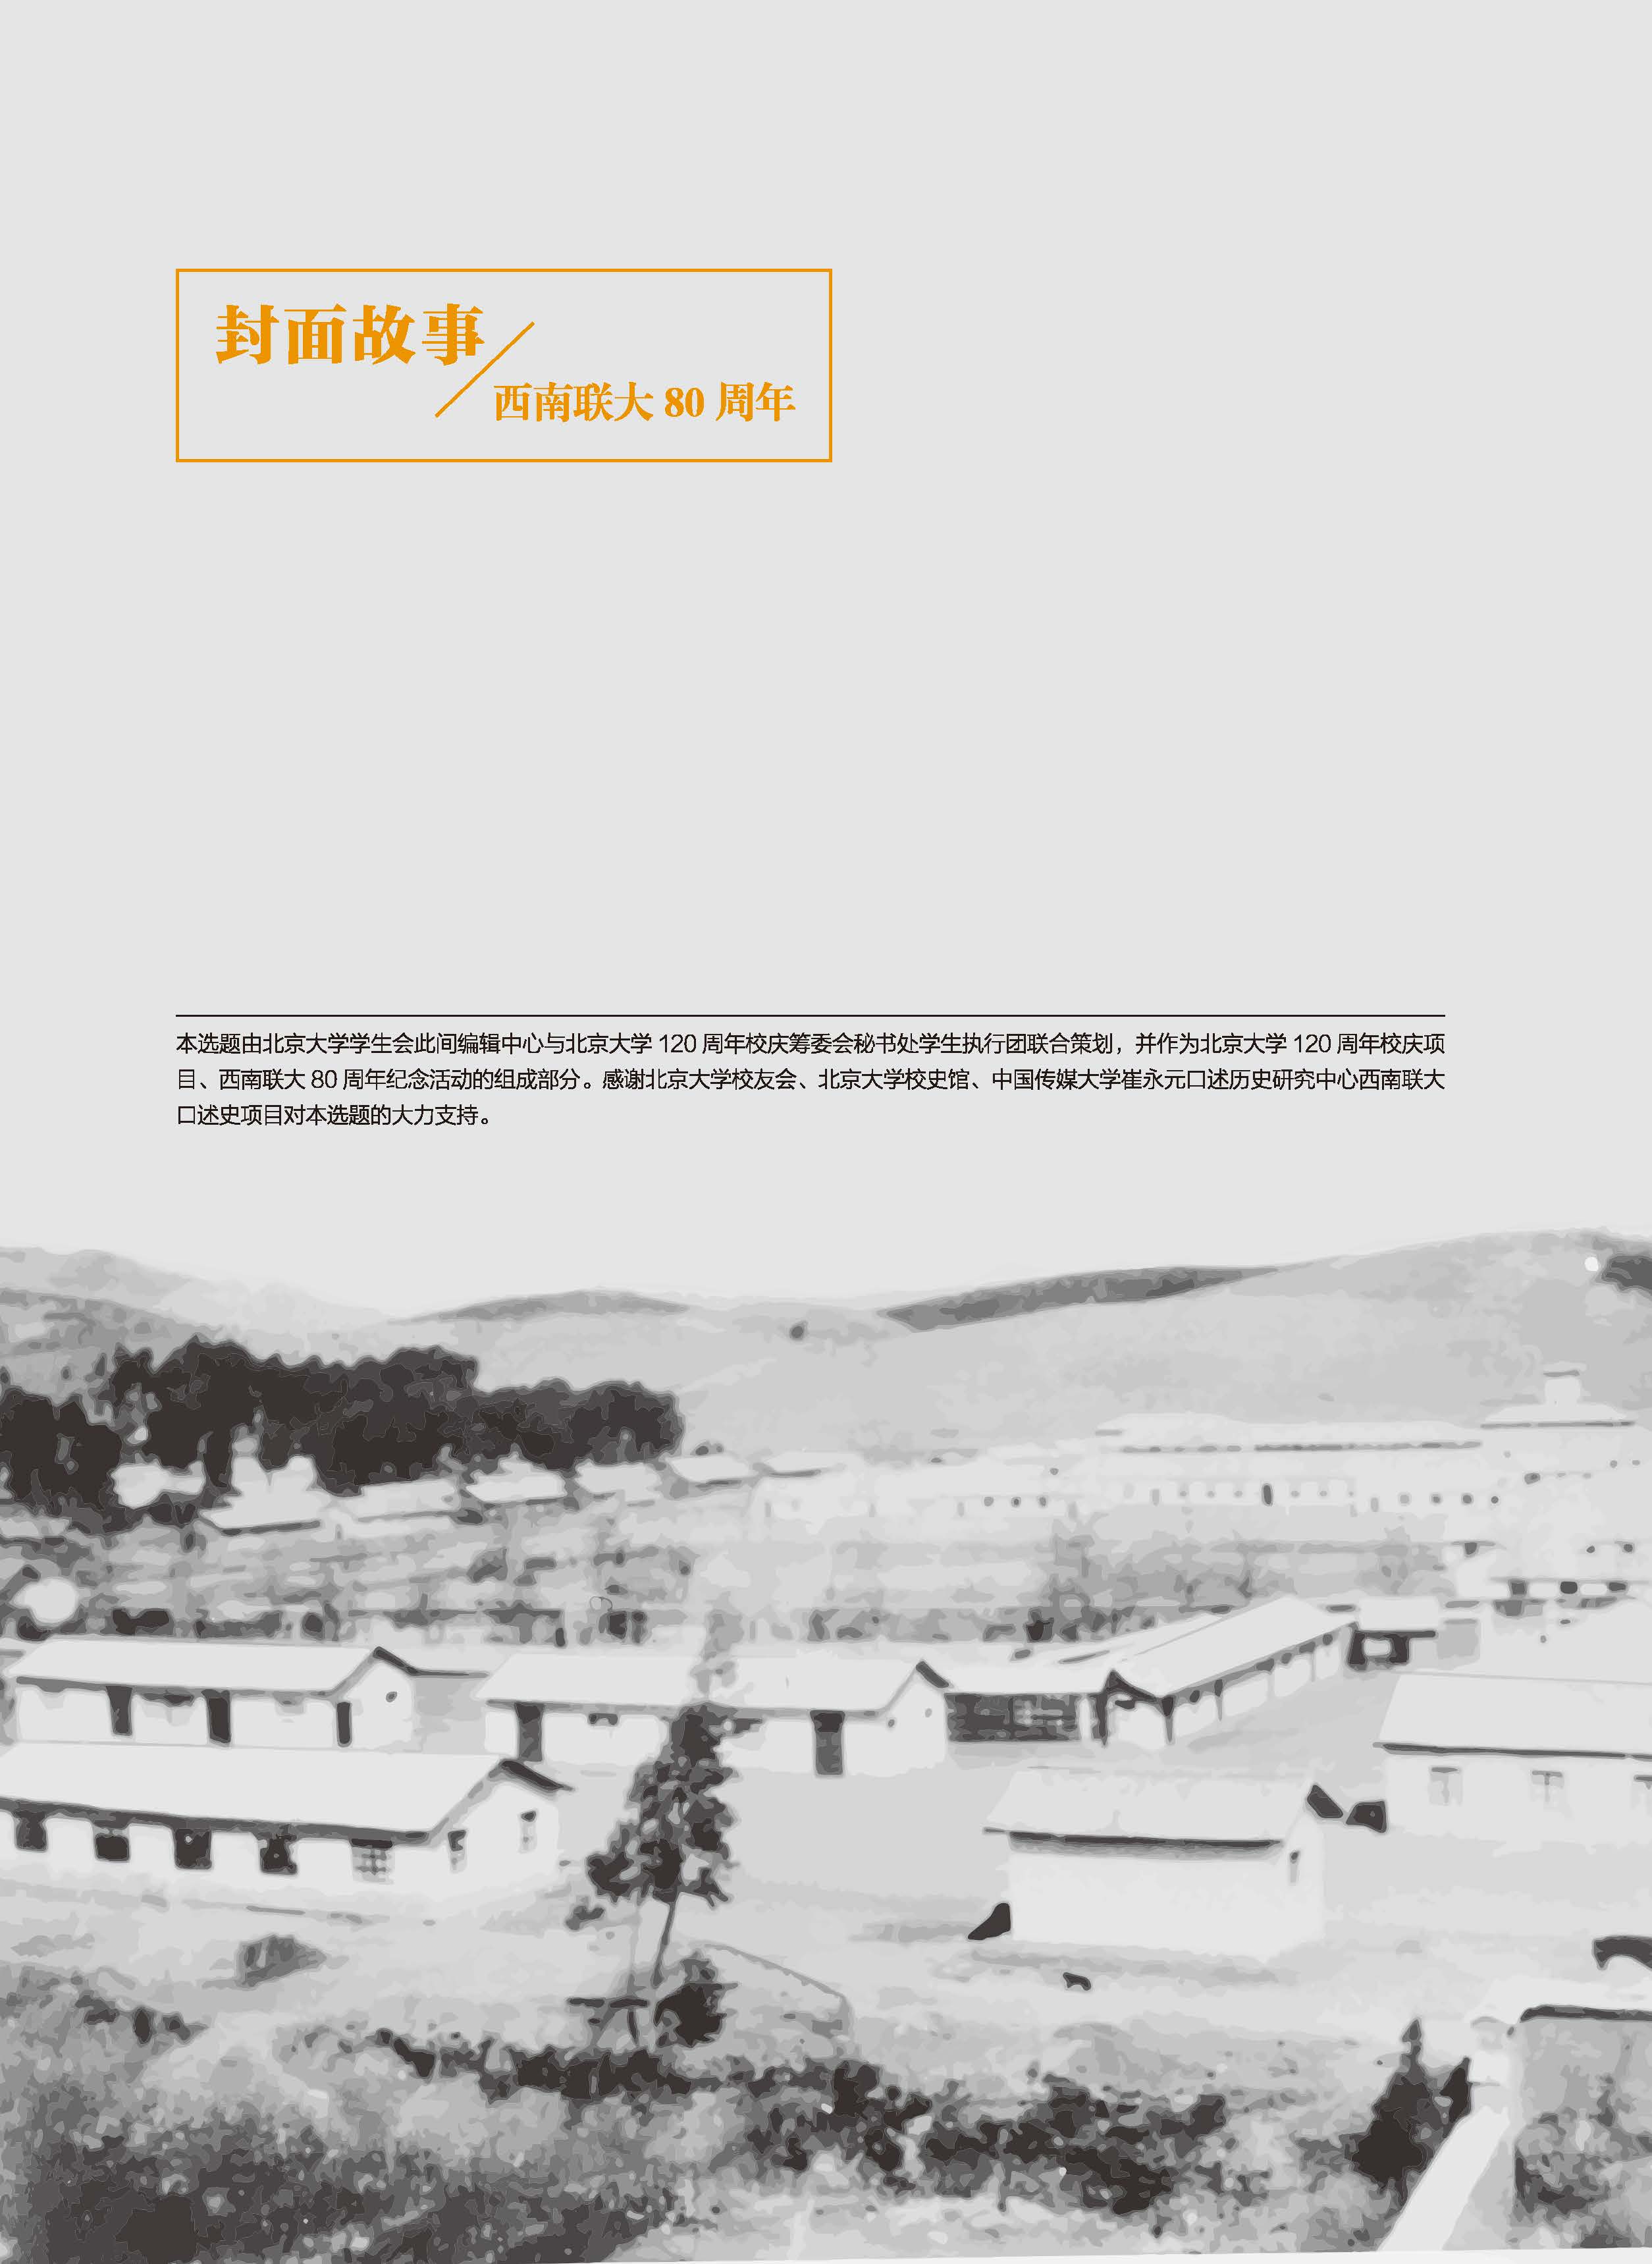 封面故事
西南联大 80 周年
本选题由北京大学学生会此间编辑中心与北京大学 120 周年校庆筹委会秘书处学生执行团联合策划，并作为北京大学 120 周年校庆项
目、西南联大 80 周年纪念活动的组成部分。感谢北京大学校友会、北京大学校史馆、中国传媒大学崔永元口述历史研究中心西南联大
口述史项目对本选题的大力支持。